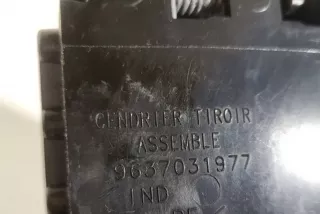 CENDRIER TIROIR
ASSEMBLE
9637031977
IND